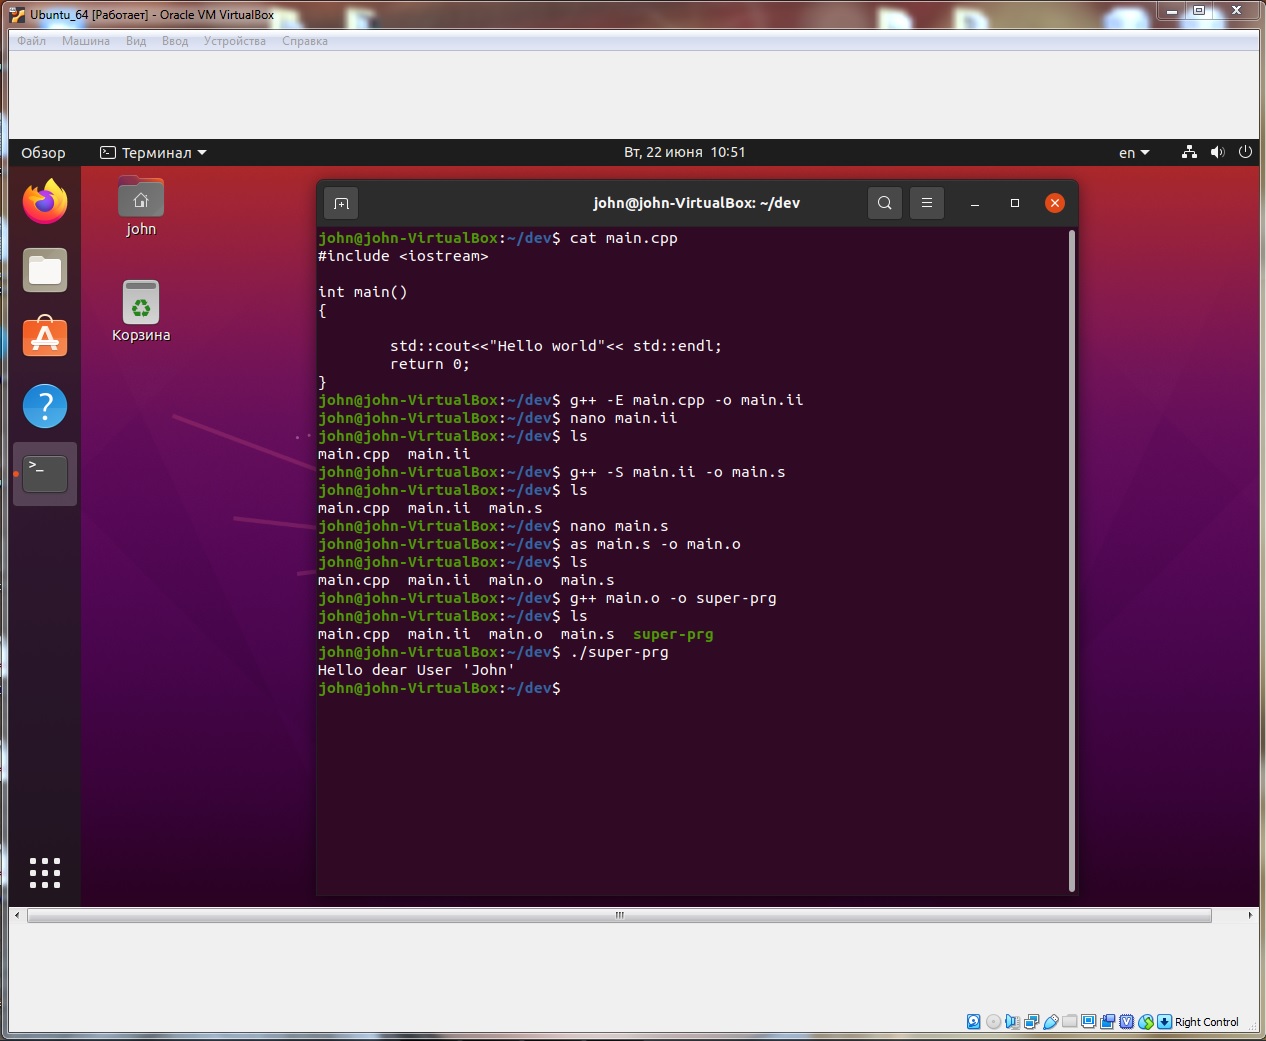 Ubuntu_64 [Работает] - Oracle VM VirtualBox
Файл Машина Вид Ввод Устройства Справка
Обзор Терминал Вт, 22 июня 10:51 en
john
Корзина
john@john-VirtualBox: ~/dev
john@john-VirtualBox:~/dev$ cat main.cpp
#include <iostream>
int main()
{
std::cout<<"Hello world"<< std::endl;
return 0;
}
john@john-VirtualBox:~/dev$ g++ -E main.cpp -o main.ii
john@john-VirtualBox:~/dev$ nano main.ii
john@john-VirtualBox:~/dev$ ls
main.cpp main.ii
john@john-VirtualBox:~/dev$ g++ -S main.ii -o main.s
john@john-VirtualBox:~/dev$ ls
main.cpp main.ii main.s
john@john-VirtualBox:~/dev$ nano main.s
john@john-VirtualBox:~/dev$ as main.s -o main.o
john@john-VirtualBox:~/dev$ ls
main.cpp main.ii main.o main.s
john@john-VirtualBox:~/dev$ g++ main.o -o super-prg
john@john-VirtualBox:~/dev$ ls
main.cpp main.ii main.o main.s super-prg
john@john-VirtualBox:~/dev$ ./super-prg
Hello dear User 'John'
john@john-VirtualBox:~/dev$
Right Control